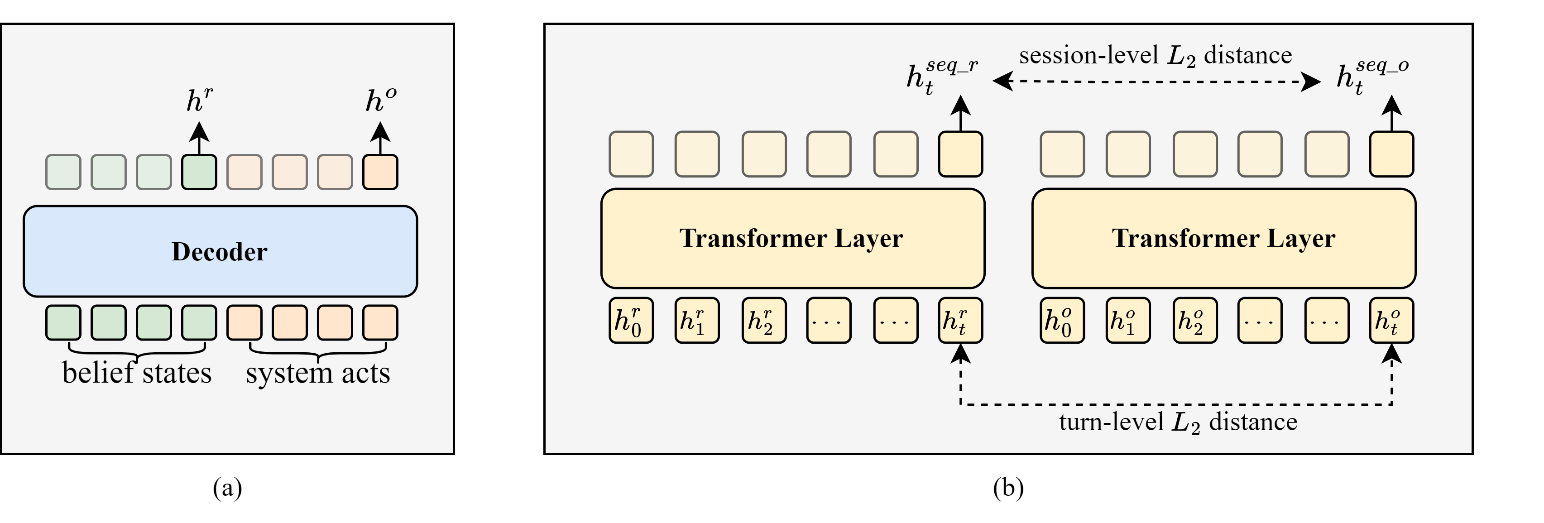 h^r h^o
Decoder
belief states system acts
(a)
h_t^{seq_r} session-level L_2 distance h_t^{seq_o}
Transformer Layer Transformer Layer
h_0^r h_1^r h_2^r ... ... h_t^r h_0^o h_1^o h_2^o ... ... h_t^o
turn-level L_2 distance
(b)